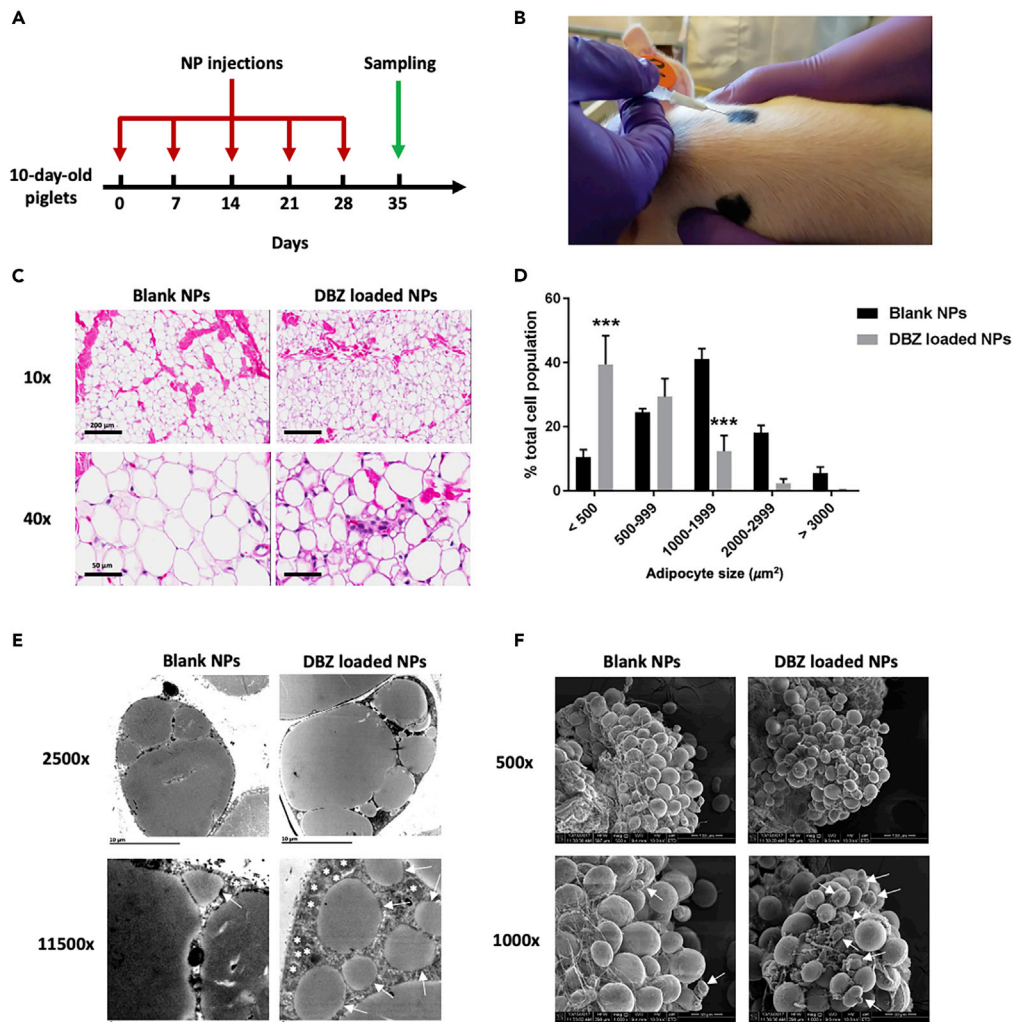 A
NP injections
Sampling
10-day-old
piglets
0 7 14 21 28 35
Days
B
C
Blank NPs
DBZ loaded NPs
10x
200 µm
40x
50 µm
D
60
40
20
0
% total cell population
***
***
Blank NPs
DBZ loaded NPs
< 500
500-999
1000-1999
2000-2999
> 3000
Adipocyte size (µm²)
E
Blank NPs
DBZ loaded NPs
2500x
10 µm
10 µm
11500x
F
Blank NPs
DBZ loaded NPs
500x
1000x